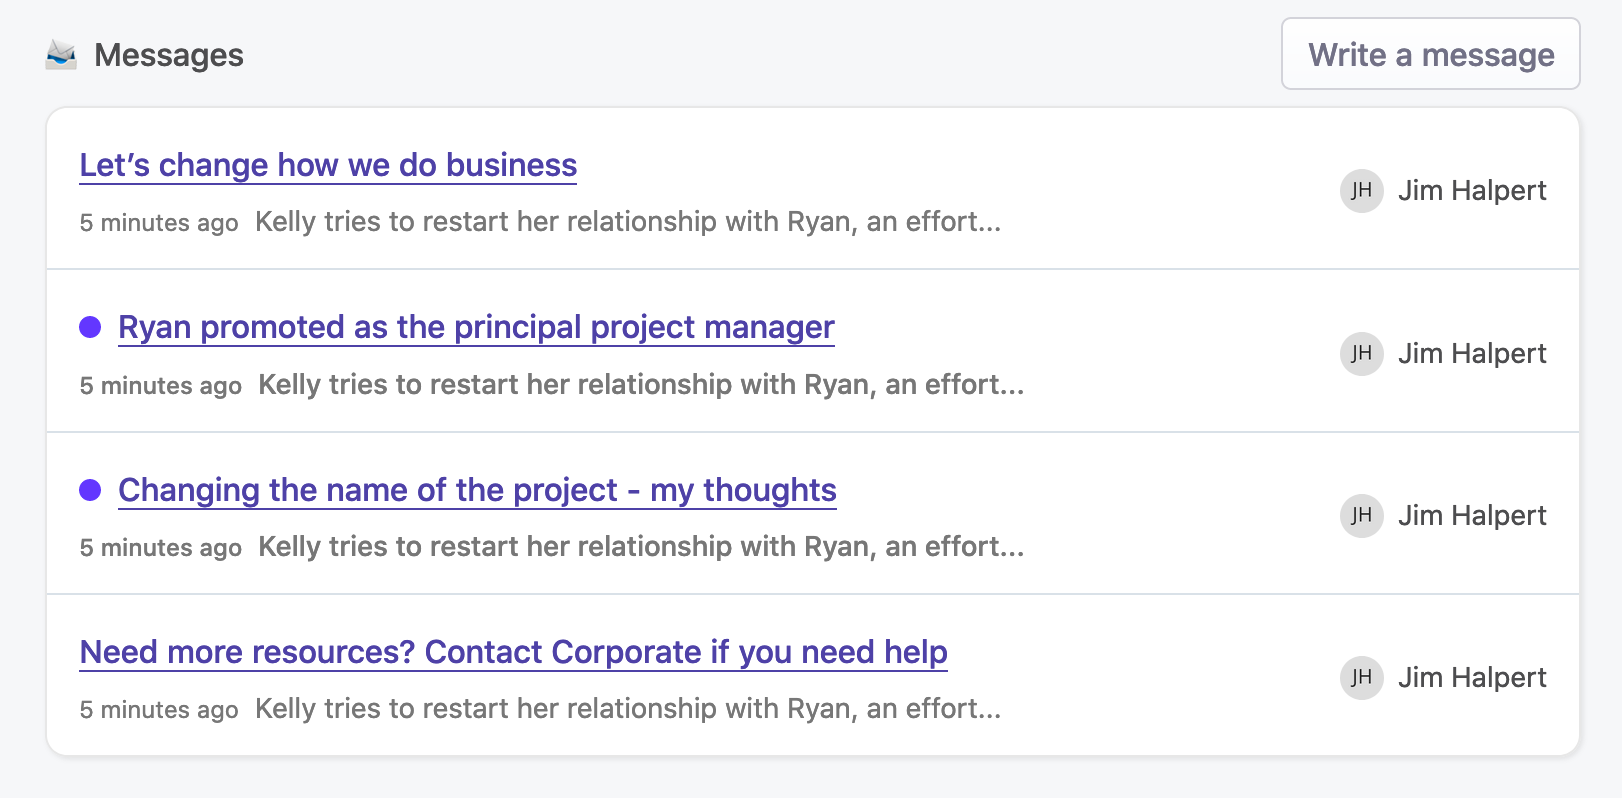 Messages
Write a message
Let’s change how we do business
5 minutes ago Kelly tries to restart her relationship with Ryan, an effort...
JH Jim Halpert
Ryan promoted as the principal project manager
5 minutes ago Kelly tries to restart her relationship with Ryan, an effort...
JH Jim Halpert
Changing the name of the project - my thoughts
5 minutes ago Kelly tries to restart her relationship with Ryan, an effort...
JH Jim Halpert
Need more resources? Contact Corporate if you need help
5 minutes ago Kelly tries to restart her relationship with Ryan, an effort...
JH Jim Halpert